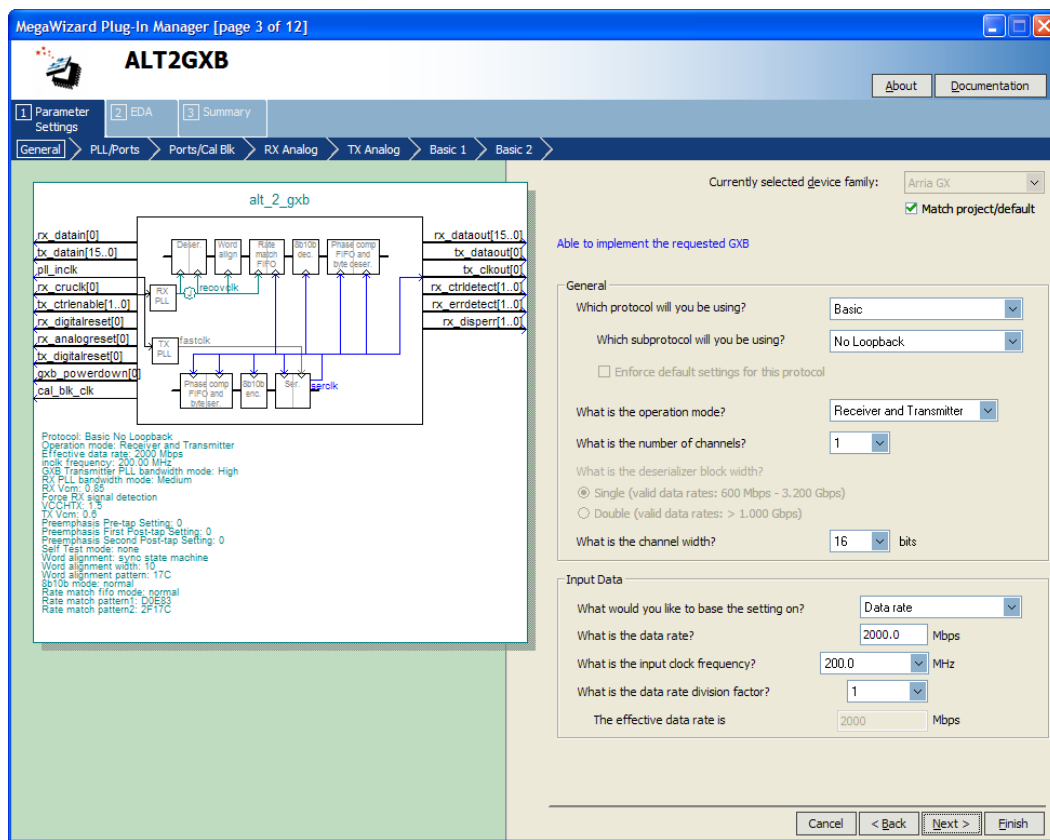 MegaWizard Plug-In Manager [page 3 of 12]
ALT2GXB
About
Documentation
1 Parameter Settings
2 EDA
3 Summary
General
PLL/Ports
Ports/Cal Blk
RX Analog
TX Analog
Basic 1
Basic 2
alt_2_gxb
rx_datain[0]
tx_datain[15..0]
pll_inclk
rx_cruclk[0]
tx_ctrlenable[1..0]
rx_digitalreset[0]
rx_analogreset[0]
tx_digitalreset[0]
gxb_powerdown[0]
cal_blk_clk
Deser.
Word align
Rate match FIFO
8b10b dec.
Phase comp FIFO and byte deser.
RX PLL
recovclk
TX PLL
fastclk
Phase comp FIFO and byte ser.
8b10b enc.
Ser.
serclk
rx_dataout[15..0]
tx_dataout[0]
tx_clkout[0]
rx_ctrldetect[1..0]
rx_errdetect[1..0]
rx_disperr[1..0]
Protocol: Basic No Loopback
Operation mode: Receiver and Transmitter
Effective data rate: 2000 Mbps
inclk frequency: 200.00 MHz
GXB Transmitter PLL bandwidth mode: High
RX PLL bandwidth mode: Medium
RX Vcm: 0.85
Force RX signal detection
VCCHTX: 1.5
TX Vcm: 0.6
Preemphasis Pre-tap Setting: 0
Preemphasis First Post-tap Setting: 0
Preemphasis Second Post-tap Setting: 0
Self Test mode: none
Word alignment: sync state machine
Word alignment width: 10
Word alignment pattern: 17C
8b10b mode: normal
Rate match fifo mode: normal
Rate match pattern1: D0E83
Rate match pattern2: 2F17C
Currently selected device family: Arria GX
Match project/default
Able to implement the requested GXB
General
Which protocol will you be using? Basic
Which subprotocol will you be using? No Loopback
Enforce default settings for this protocol
What is the operation mode? Receiver and Transmitter
What is the number of channels? 1
What is the deserializer block width?
Single (valid data rates: 600 Mbps - 3.200 Gbps)
Double (valid data rates: > 1.000 Gbps)
What is the channel width? 16 bits
Input Data
What would you like to base the setting on? Data rate
What is the data rate? 2000.0 Mbps
What is the input clock frequency? 200.0 MHz
What is the data rate division factor? 1
The effective data rate is 2000 Mbps
Cancel
< Back
Next >
Finish